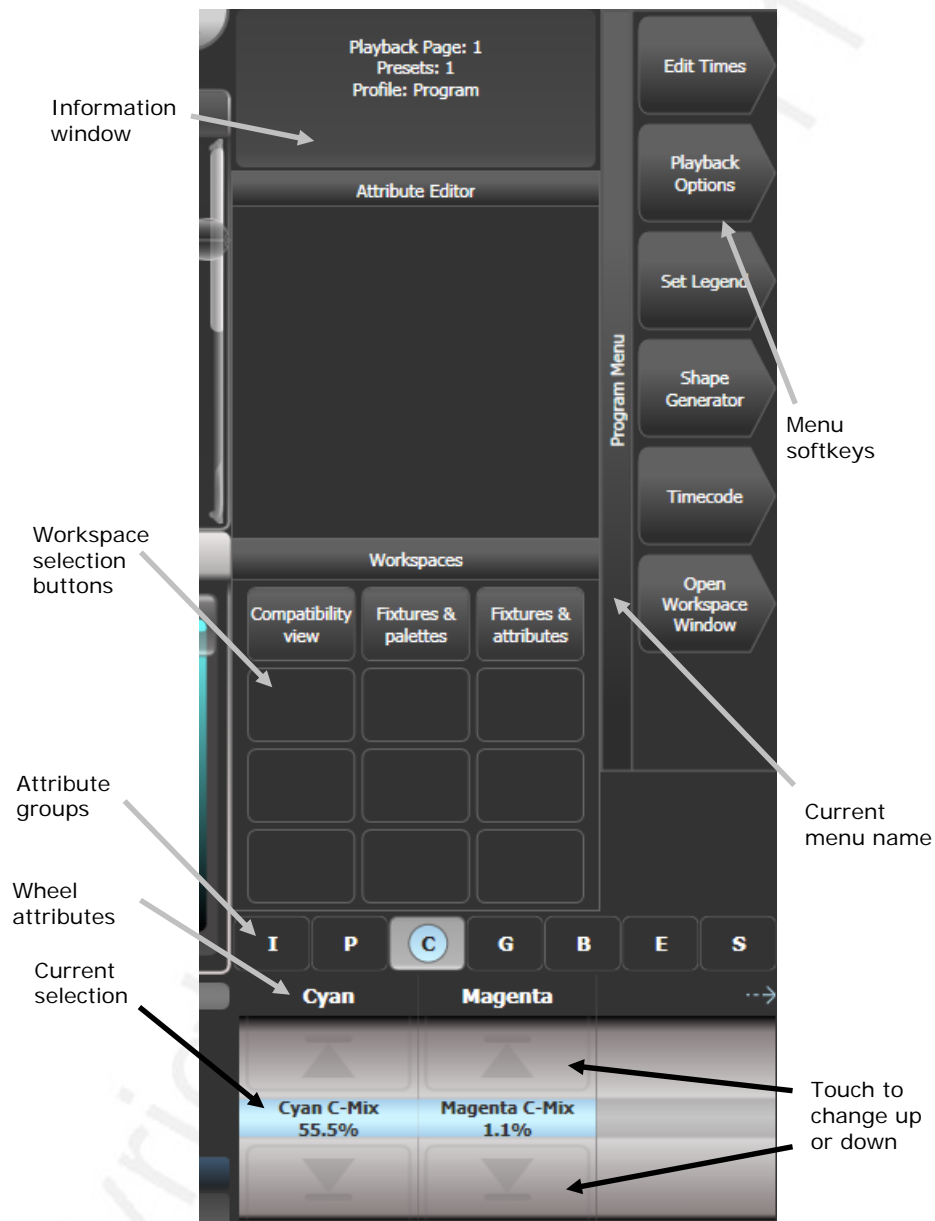 Playback Page: 1
Presets: 1
Profile: Program
Edit Times
Information
window
Playback
Options
Attribute Editor
Set Legend
Program Menu
Shape
Generator
Menu
softkeys
Timecode
Workspace
selection
buttons
Workspaces
Open
Workspace
Window
Compatibility
view
Fixtures &
palettes
Fixtures &
attributes
Attribute
groups
Current
menu name
Wheel
attributes
I P C G B E S
Current
selection
Cyan Magenta
Cyan C-Mix
55.5%
Magenta C-Mix
1.1%
Touch to
change up
or down